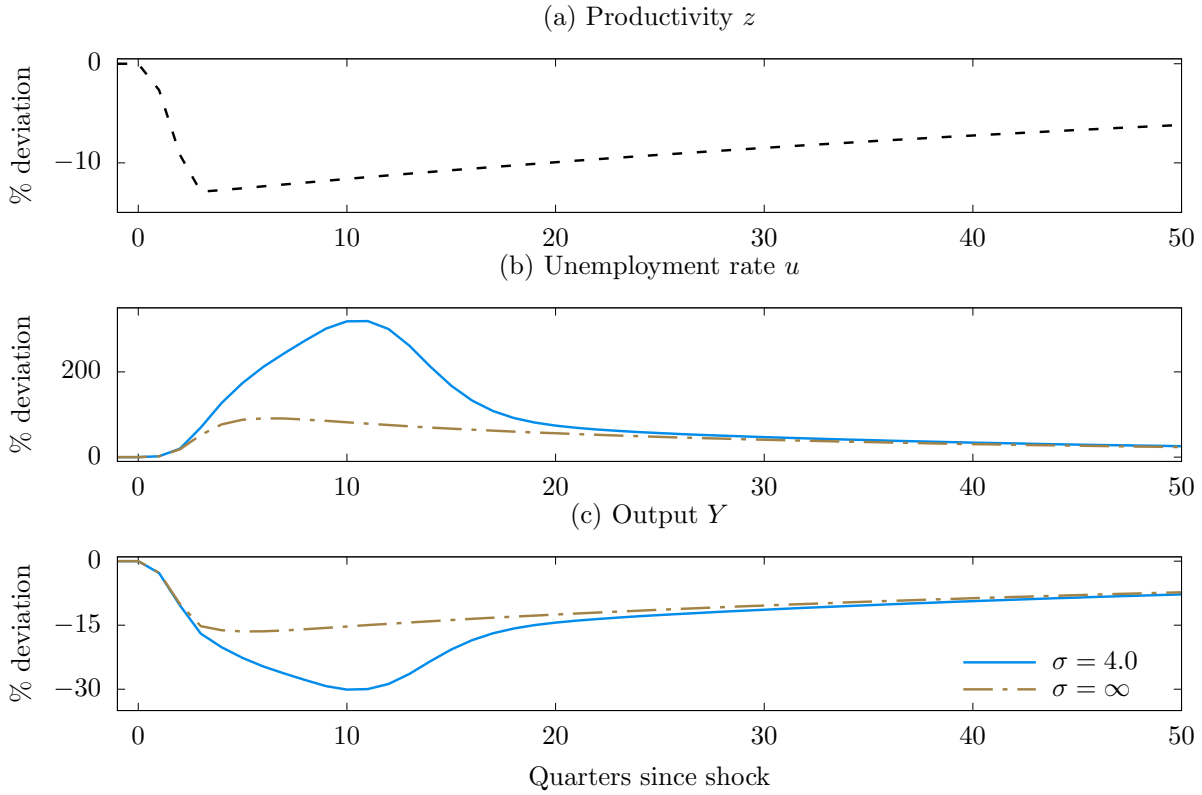 (a) Productivity z
% deviation
0
−10
0 10 20 30 40 50
(b) Unemployment rate u
% deviation
200
0
0 10 20 30 40 50
(c) Output Y
% deviation
0
−15
−30
σ = 4.0
σ = ∞
0 10 20 30 40 50
Quarters since shock